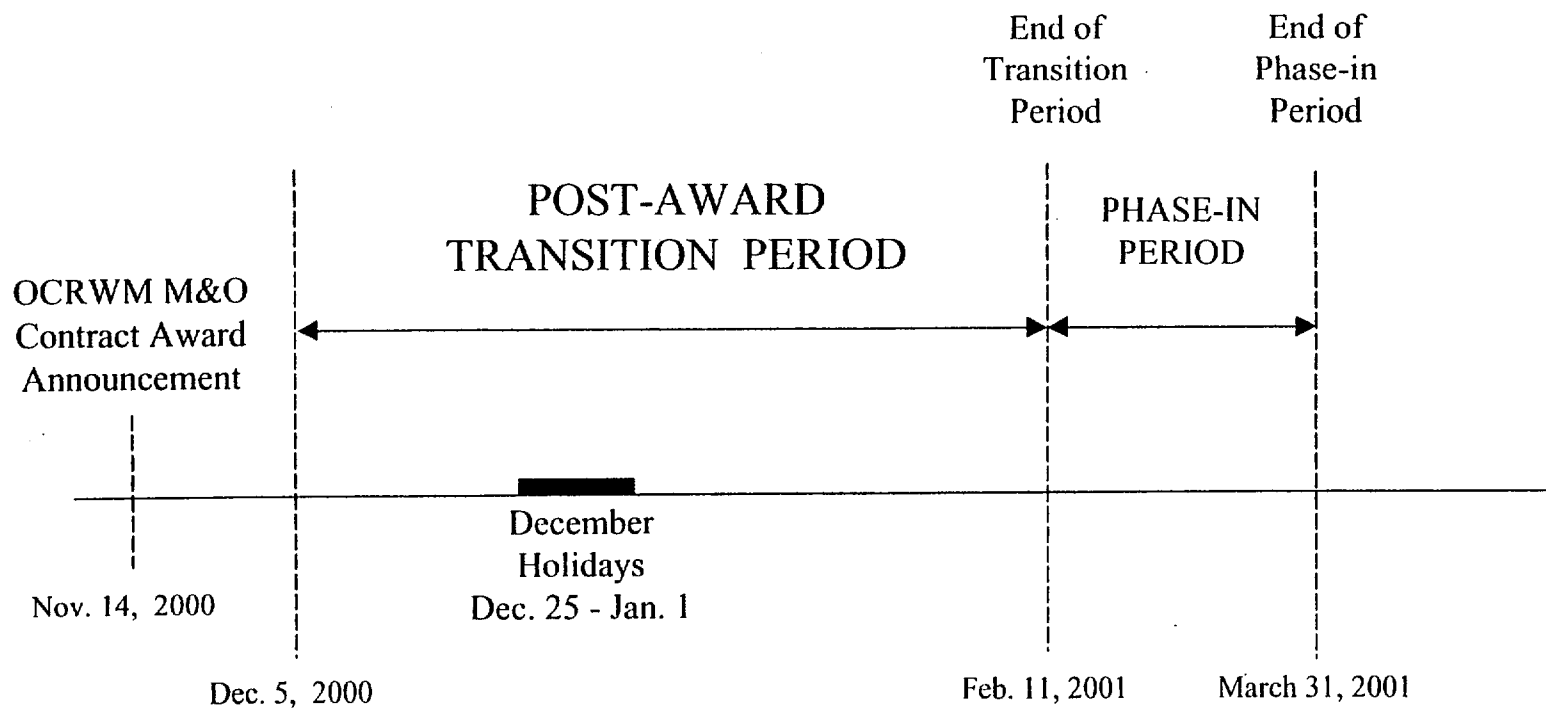 End of
Transition
Period
End of
Phase-in
Period
POST-AWARD
TRANSITION PERIOD
PHASE-IN
PERIOD
OCRWM M&O
Contract Award
Announcement
December
Holidays
Dec. 25 - Jan. 1
Nov. 14, 2000
Dec. 5, 2000
Feb. 11, 2001
March 31, 2001